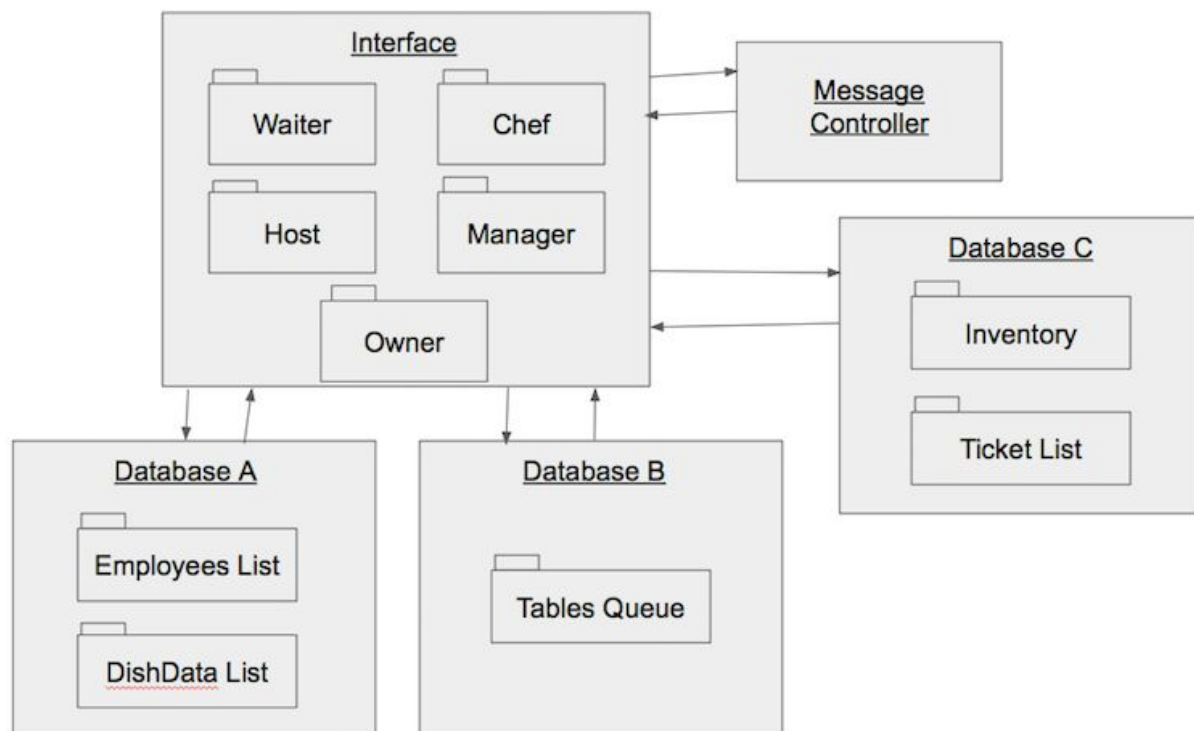 Interface
Waiter
Chef
Host
Manager
Owner
Message
Controller
Database C
Inventory
Ticket List
Database A
Employees List
DishData List
Database B
Tables Queue